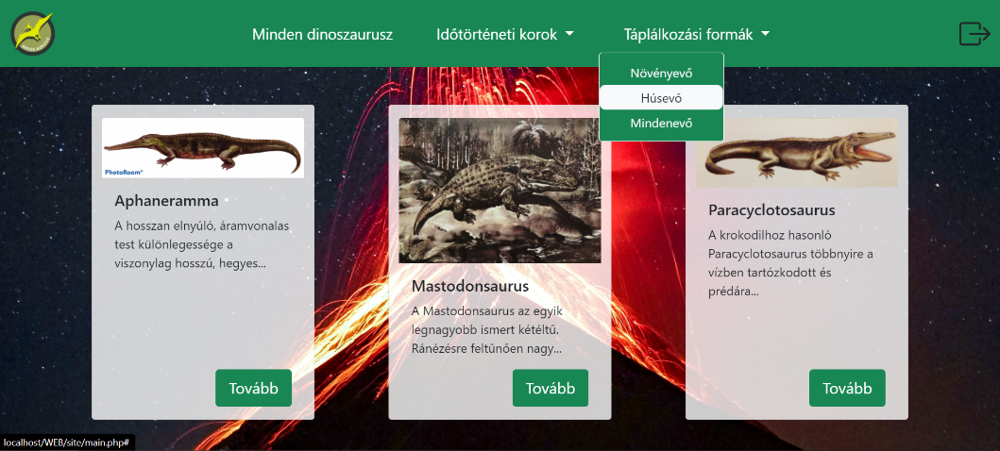 Minden dinoszaurusz
Időtörténeti korok
Táplálkozási formák
Növényevő
Húsevő
Mindenevő
PhotoRoom
Aphaneramma
A hosszan elnyúló, áramvonalas
test különlegessége a
viszonylag hosszú, hegyes...
Tovább
Mastodonsaurus
A Mastodonsaurus az egyik
legnagyobb ismert kétéltű.
Ránézésre feltűnően nagy...
Tovább
Paracyclotosaurus
A krokodilhoz hasonló
Paracyclotosaurus többnyire a
vízben tartózkodott és
prédára...
Tovább
localhost/WEB/site/main.php#